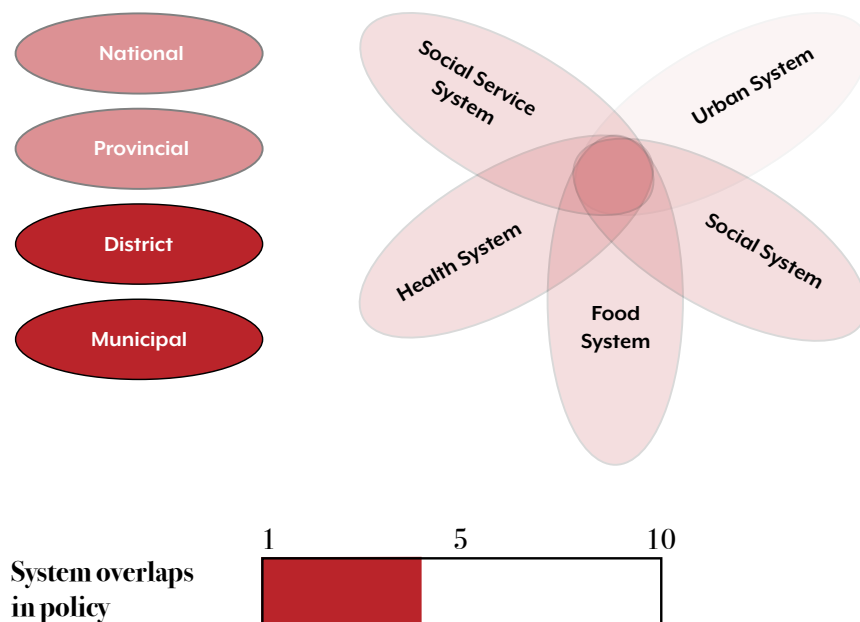 National
Provincial
District
Municipal
Social Service
System
Urban System
Health System
Social System
Food
System
1 5 10
System overlaps
in policy